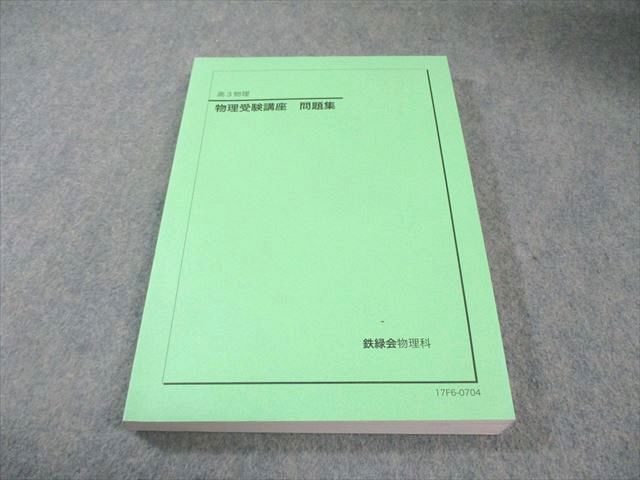 高3物理
物理受験講座 問題集
鉄緑会物理科
17F6-0704